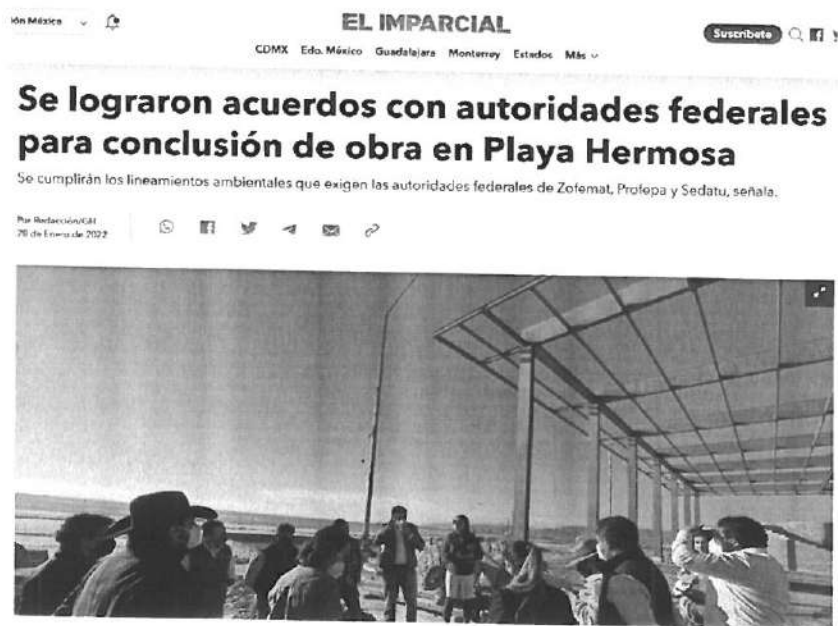 ión México
EL IMPARCIAL
Suscríbete
CDMX Edo. México Guadalajara Monterrey Estados Más
Se lograron acuerdos con autoridades federales
para conclusión de obra en Playa Hermosa
Se cumplirán los lineamientos ambientales que exigen las autoridades federales de Zofemat, Profepa y Sedatu, señala.
Por Redacción/GH
28 de Enero de 2022